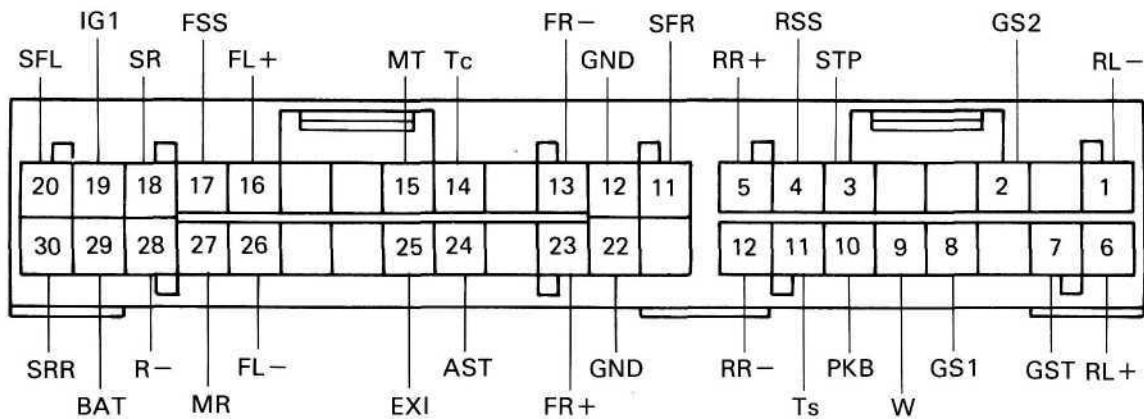 IG1 FSS FR− SFR RSS GS2
SFL SR FL+ MT Tc GND RR+ STP RL−
20 19 18 17 16 15 14 13 12 11 5 4 3 2 1
30 29 28 27 26 25 24 23 22 12 11 10 9 8 7 6
SRR R− FL− AST GND RR− PKB GS1 GST RL+
BAT MR EXI FR+ Ts W